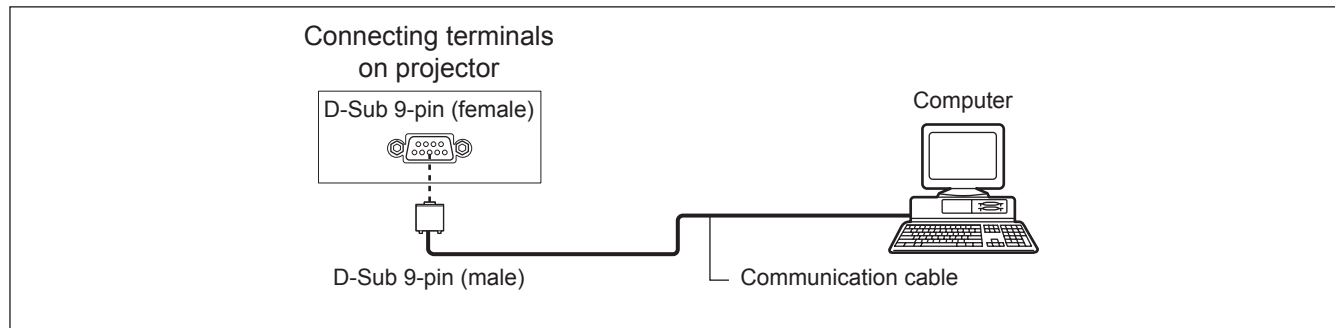 Connecting terminals
on projector
D-Sub 9-pin (female)
Computer
D-Sub 9-pin (male)
Communication cable